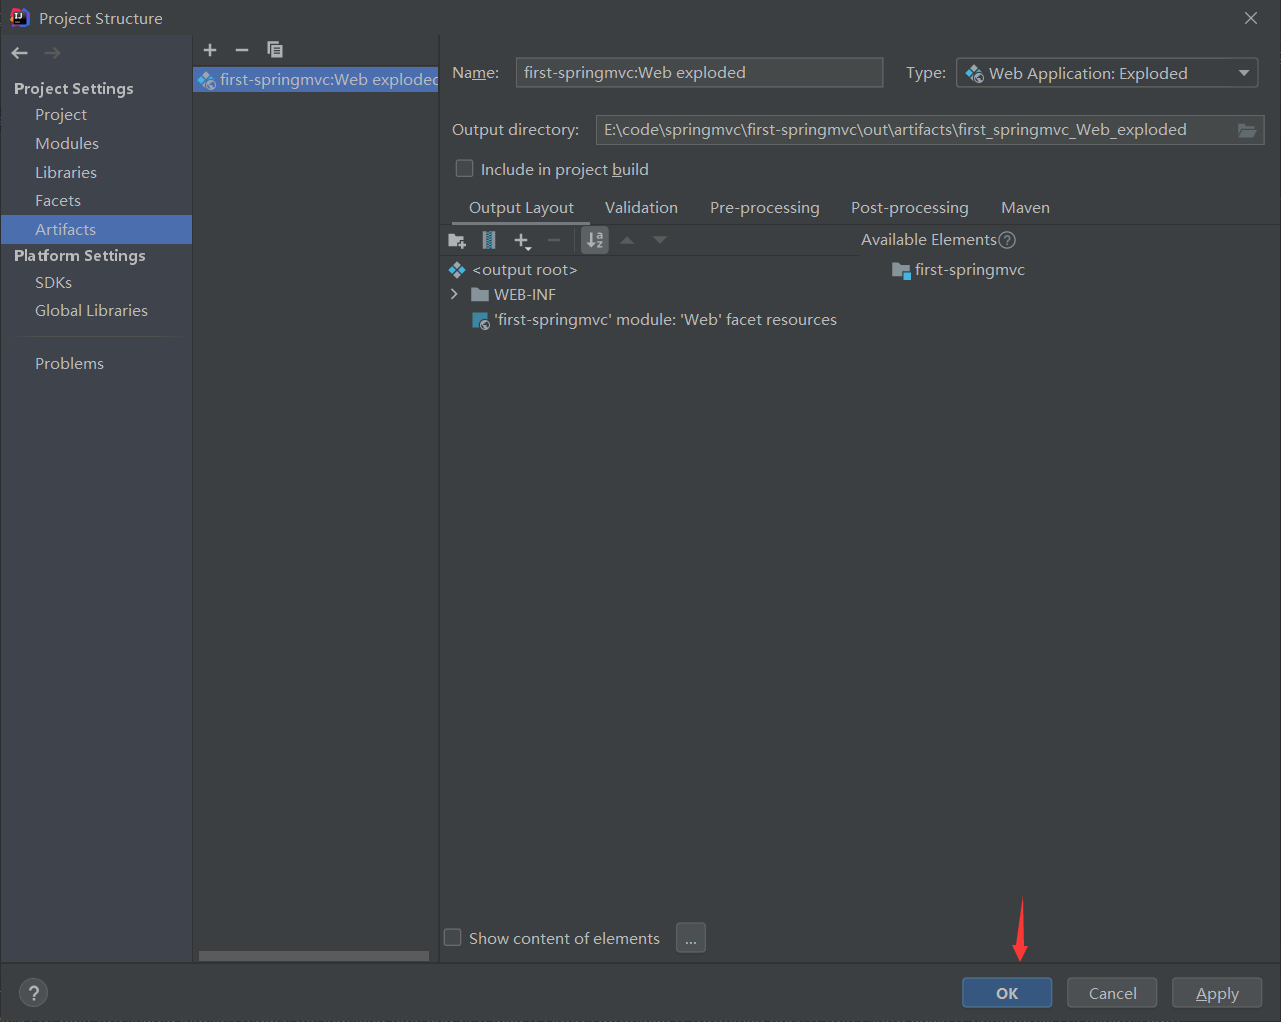 Project Structure
Project Settings
Project
Modules
Libraries
Facets
Artifacts
Platform Settings
SDKs
Global Libraries
Problems
first-springmvc:Web exploded
Name: first-springmvc:Web exploded Type: Web Application: Exploded
Output directory: E:\code\springmvc\first-springmvc\out\artifacts\first_springmvc_Web_exploded
Include in project build
Output Layout Validation Pre-processing Post-processing Maven
Available Elements
<output root>
first-springmvc
WEB-INF
'first-springmvc' module: 'Web' facet resources
Show content of elements ...
? OK Cancel Apply